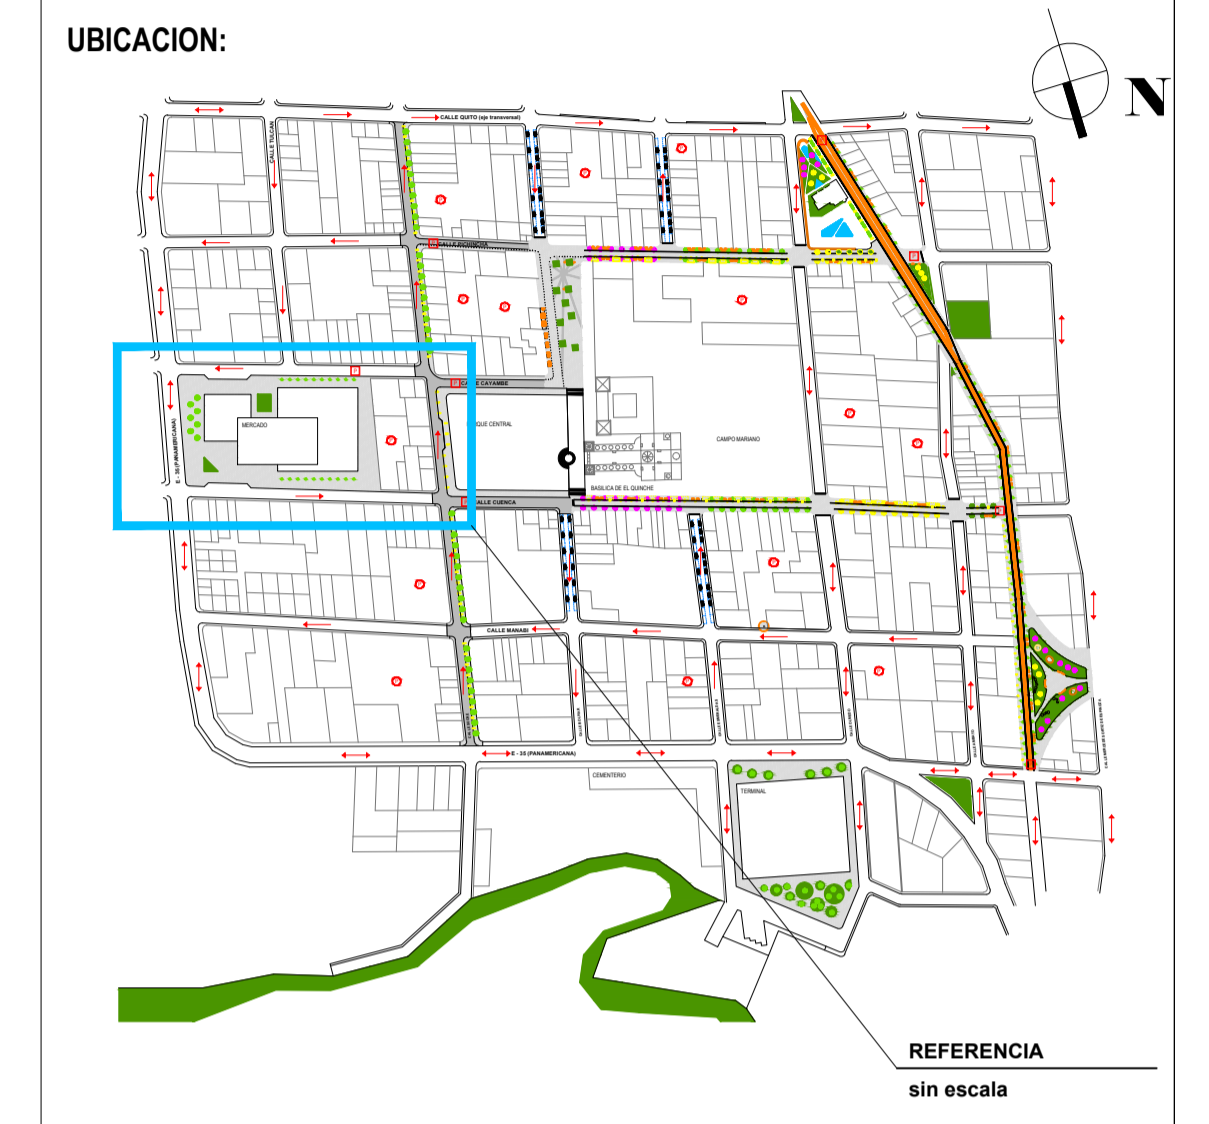 UBICACION:
N
CALLE QUITO (eje transversal)
CALLE TULCAN
CALLE PICHINCHA
CALLE CAYAMBE
MERCADO
E - 35 (PANAMERICANA)
QUE CENTRAL
CAMPO MARIANO
BASILICA DE EL QUINCHE
CALLE CUENCA
CALLE MANABI
E - 35 (PANAMERICANA)
CEMENTERIO
TERMINAL
REFERENCIA
sin escala